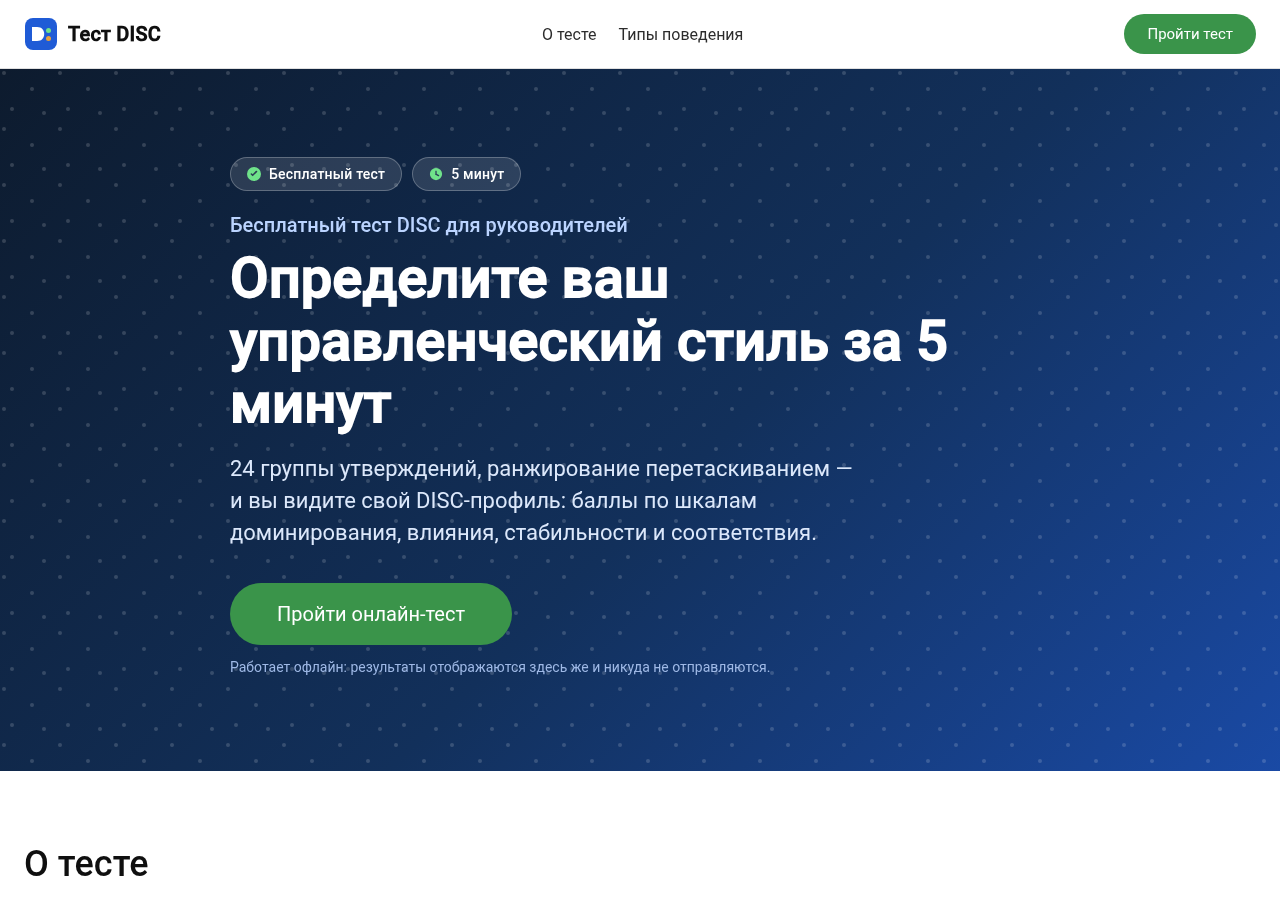 Тест DISC
О тесте
Типы поведения
Пройти тест
Бесплатный тест
5 минут
Бесплатный тест DISC для руководителей
Определите ваш
управленческий стиль за 5
минут
24 группы утверждений, ранжирование перетаскиванием —
и вы видите свой DISC-профиль: баллы по шкалам
доминирования, влияния, стабильности и соответствия.
Пройти онлайн-тест
Работает офлайн: результаты отображаются здесь же и никуда не отправляются.
О тесте